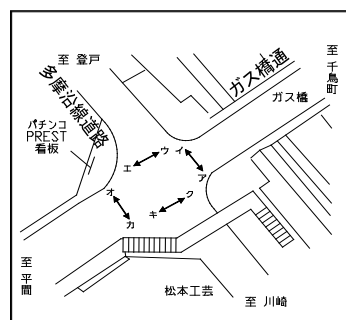 至 登戸
多摩沿線道路
ガス橋通
至 千鳥町
ガス橋
パチンコ
PREST
看板
ウ
イ
エ
ア
オ
ク
キ
カ
至 平間
松本工芸
至 川崎